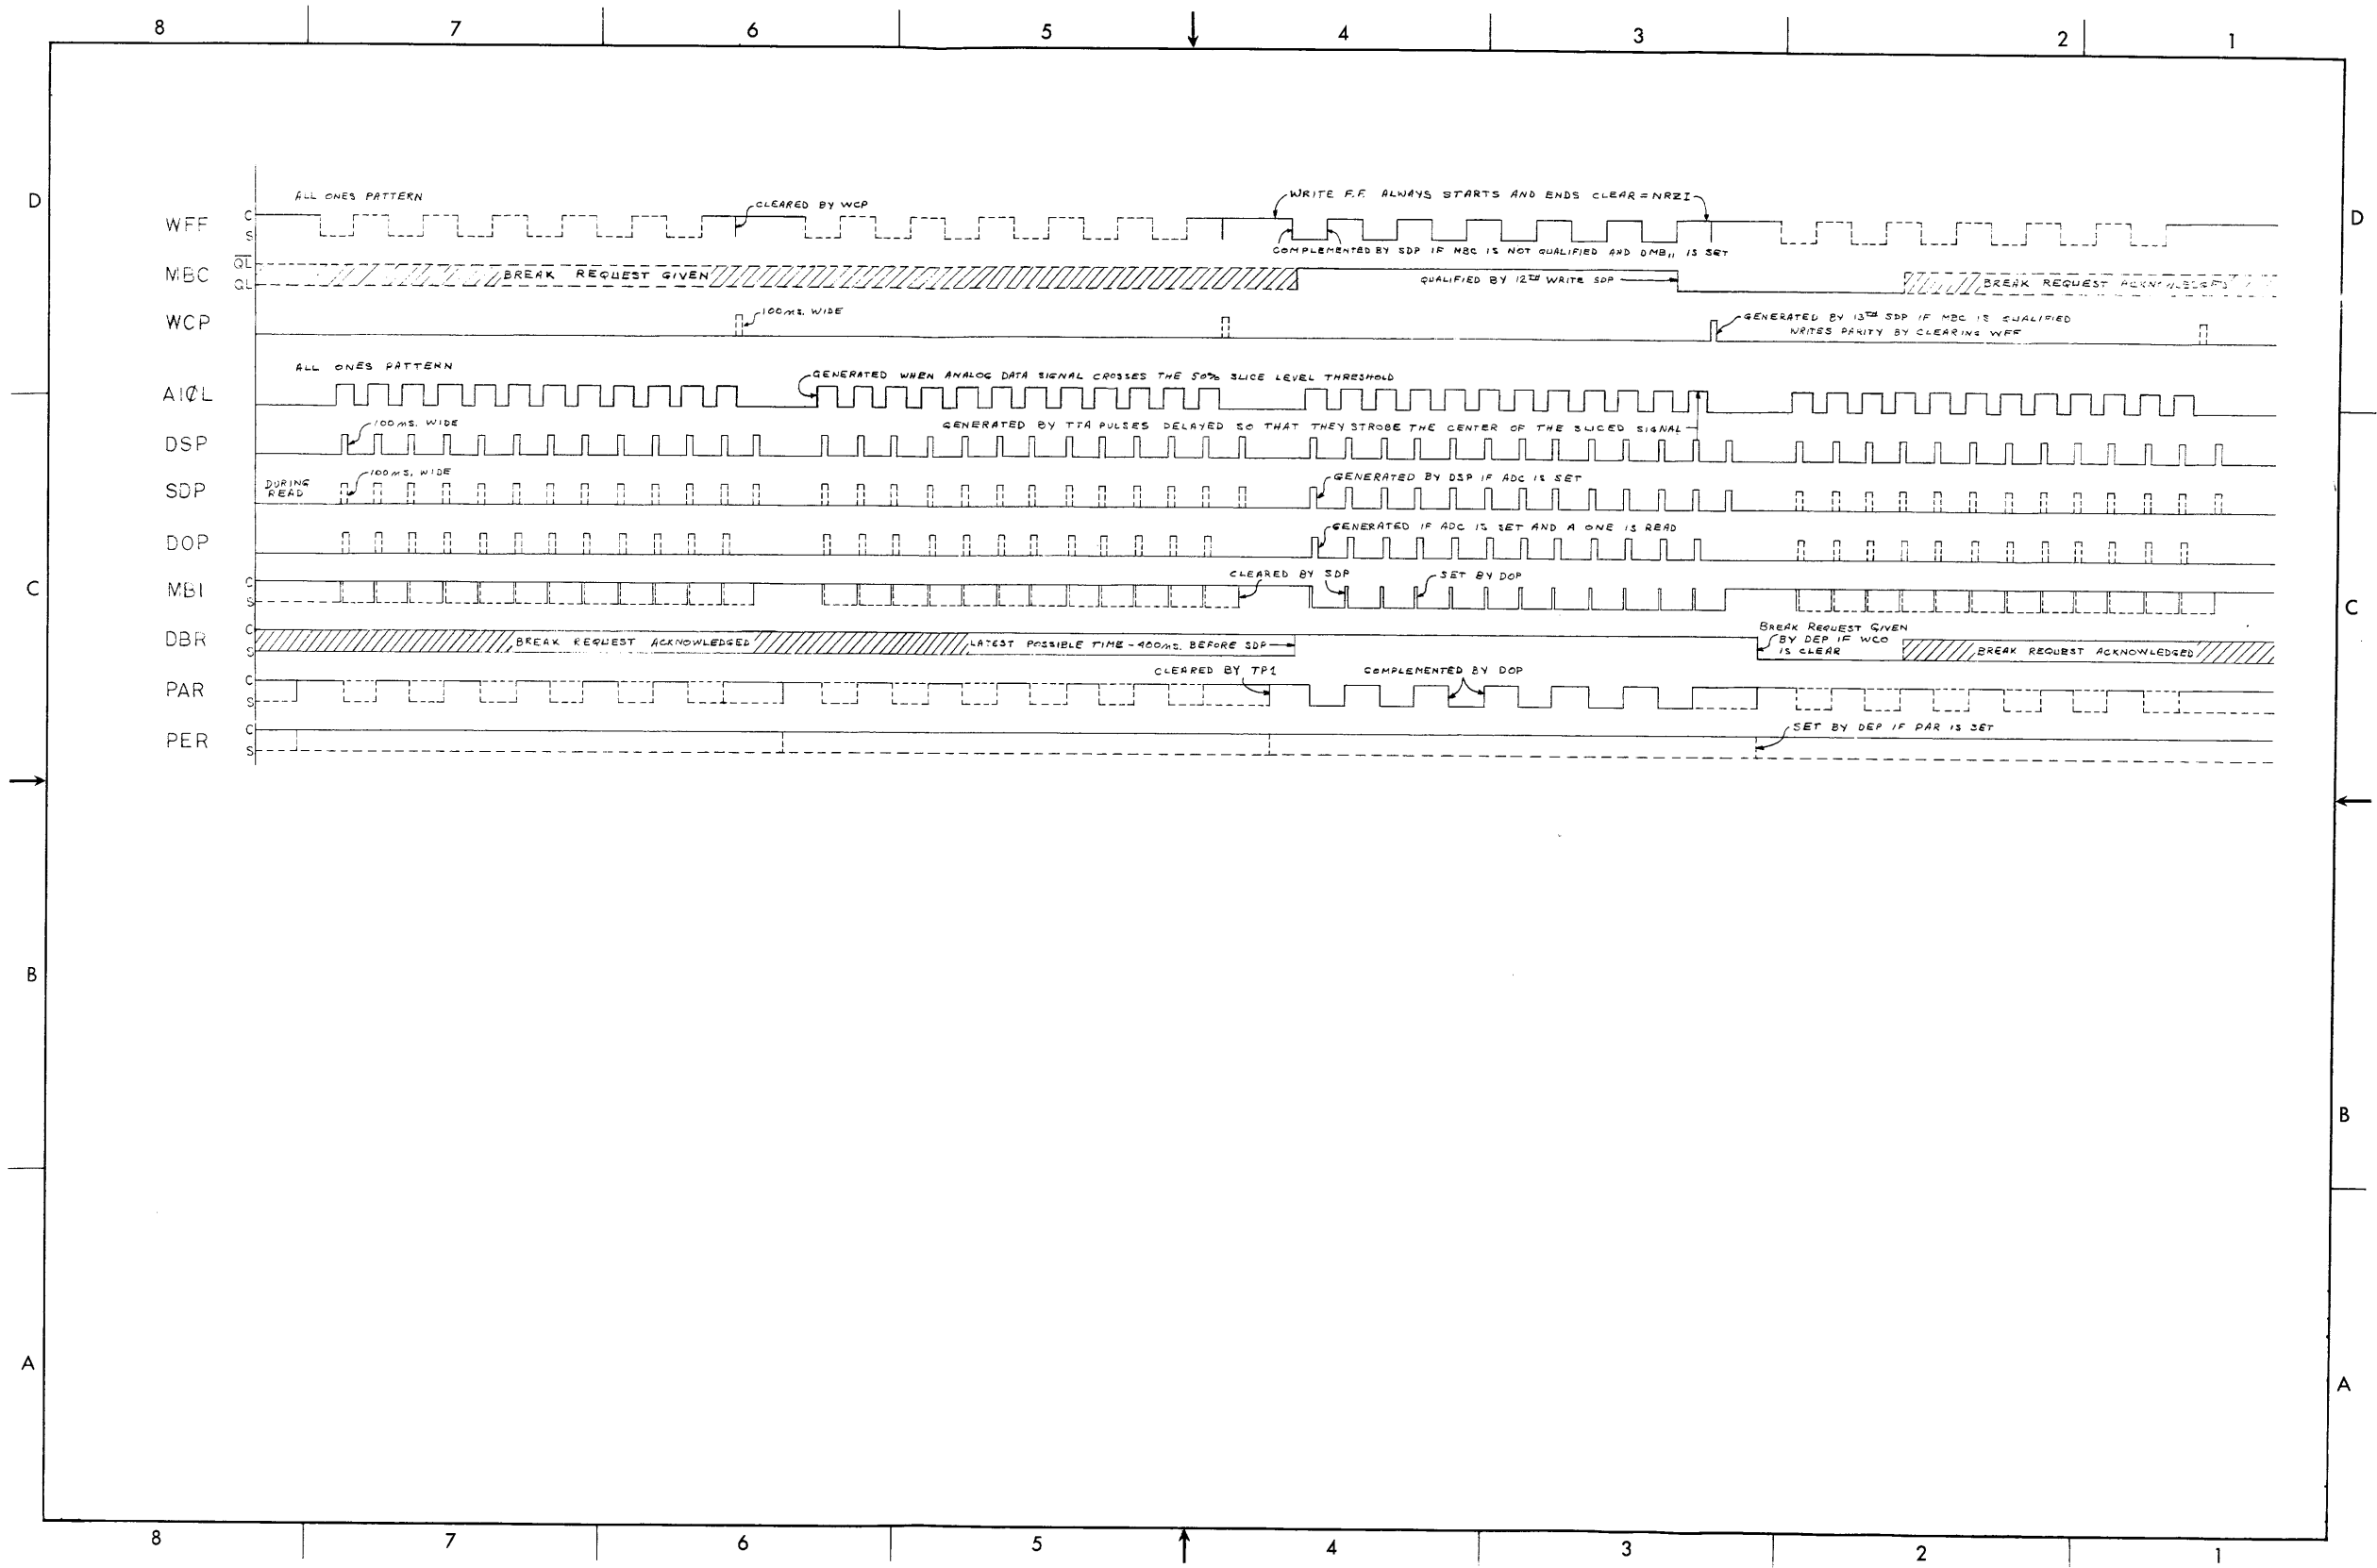 8 7 6 5 4 3 2 1
D
D
ALL ONES PATTERN
WFF
C
S
CLEARED BY WCP
WRITE F.F. ALWAYS STARTS AND ENDS CLEAR = NRZI
COMPLEMENTED BY SDP IF MBC IS NOT QUALIFIED AND DMB11 IS SET
MBC
QL
QL
BREAK REQUEST GIVEN
QUALIFIED BY 12TH WRITE SDP
BREAK REQUEST ACKNOWLEDGED
WCP
100MS. WIDE
GENERATED BY 13TH SDP IF MBC IS QUALIFIED
WRITES PARITY BY CLEARING WFF
ALL ONES PATTERN
A1∅L
GENERATED WHEN ANALOG DATA SIGNAL CROSSES THE 50% SLICE LEVEL THRESHOLD
DSP
100MS. WIDE
GENERATED BY TTA PULSES DELAYED SO THAT THEY STROBE THE CENTER OF THE SLICED SIGNAL
SDP
DURING
READ
100MS. WIDE
GENERATED BY DSP IF ADC IS SET
DOP
GENERATED IF ADC IS SET AND A ONE IS READ
MBI
C
S
CLEARED BY SDP
SET BY DOP
C
C
DBR
C
S
BREAK REQUEST ACKNOWLEDGED
LATEST POSSIBLE TIME - 400MS. BEFORE SDP
BREAK REQUEST GIVEN
BY DEP IF WCO
IS CLEAR
BREAK REQUEST ACKNOWLEDGED
PAR
C
S
CLEARED BY TP1
COMPLEMENTED BY DOP
PER
C
S
SET BY DEP IF PAR IS SET
B
B
A
A
8 7 6 5 4 3 2 1